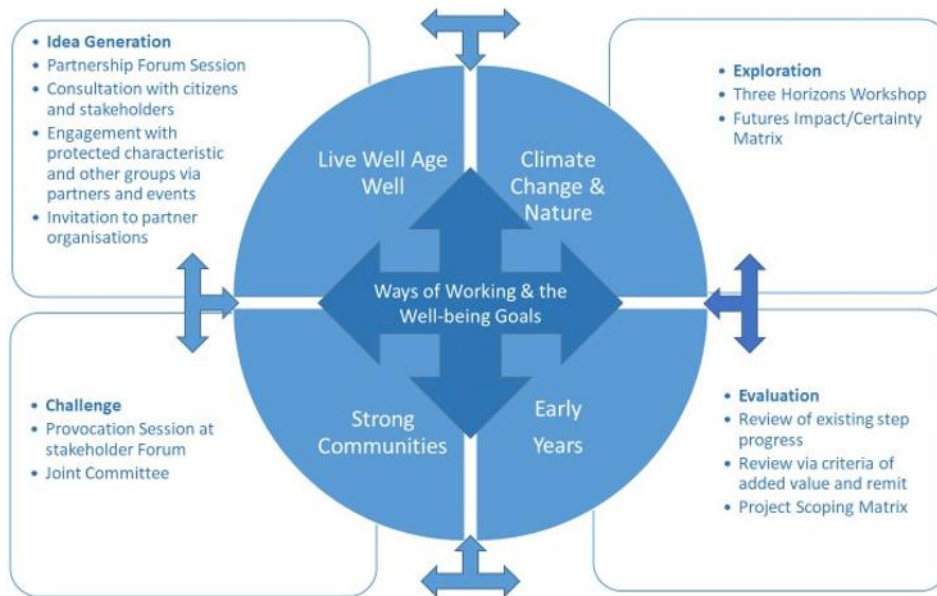 • Idea Generation
• Partnership Forum Session
• Consultation with citizens
and stakeholders
• Engagement with
protected characteristic
and other groups via
partners and events
• Invitation to partner
organisations
• Exploration
• Three Horizons Workshop
• Futures Impact/Certainty
Matrix
Live Well Age
Well
Climate
Change &
Nature
Ways of Working & the
Well-being Goals
Strong
Communities
Early
Years
• Challenge
• Provocation Session at
stakeholder Forum
• Joint Committee
• Evaluation
• Review of existing step
progress
• Review via criteria of
added value and remit
• Project Scoping Matrix